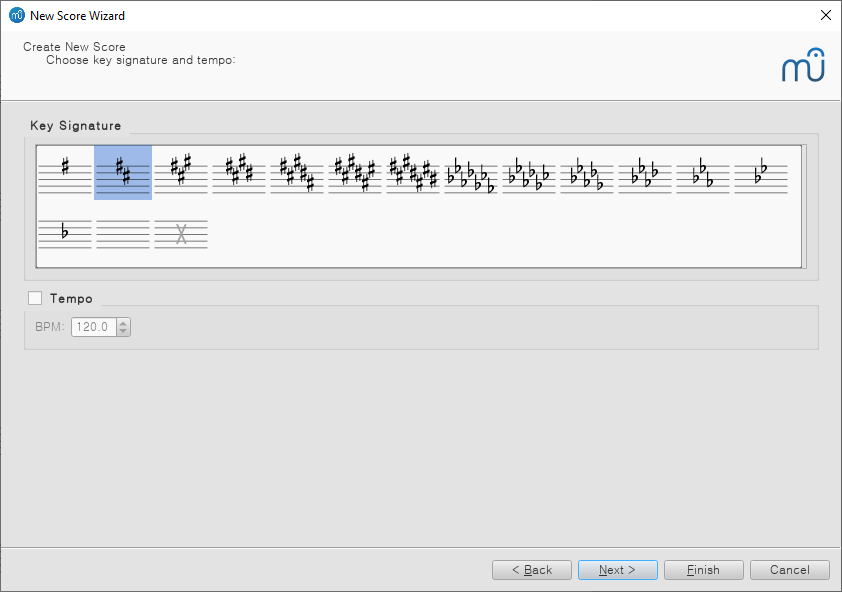 New Score Wizard
Create New Score
Choose key signature and tempo:
Key Signature
Tempo
BPM: 120.0
< Back Next > Finish Cancel